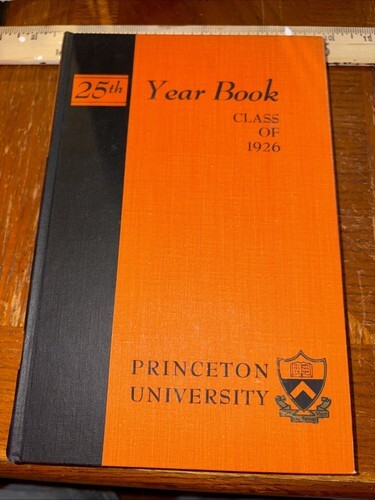 25th Year Book
CLASS
OF
1926
PRINCETON
UNIVERSITY